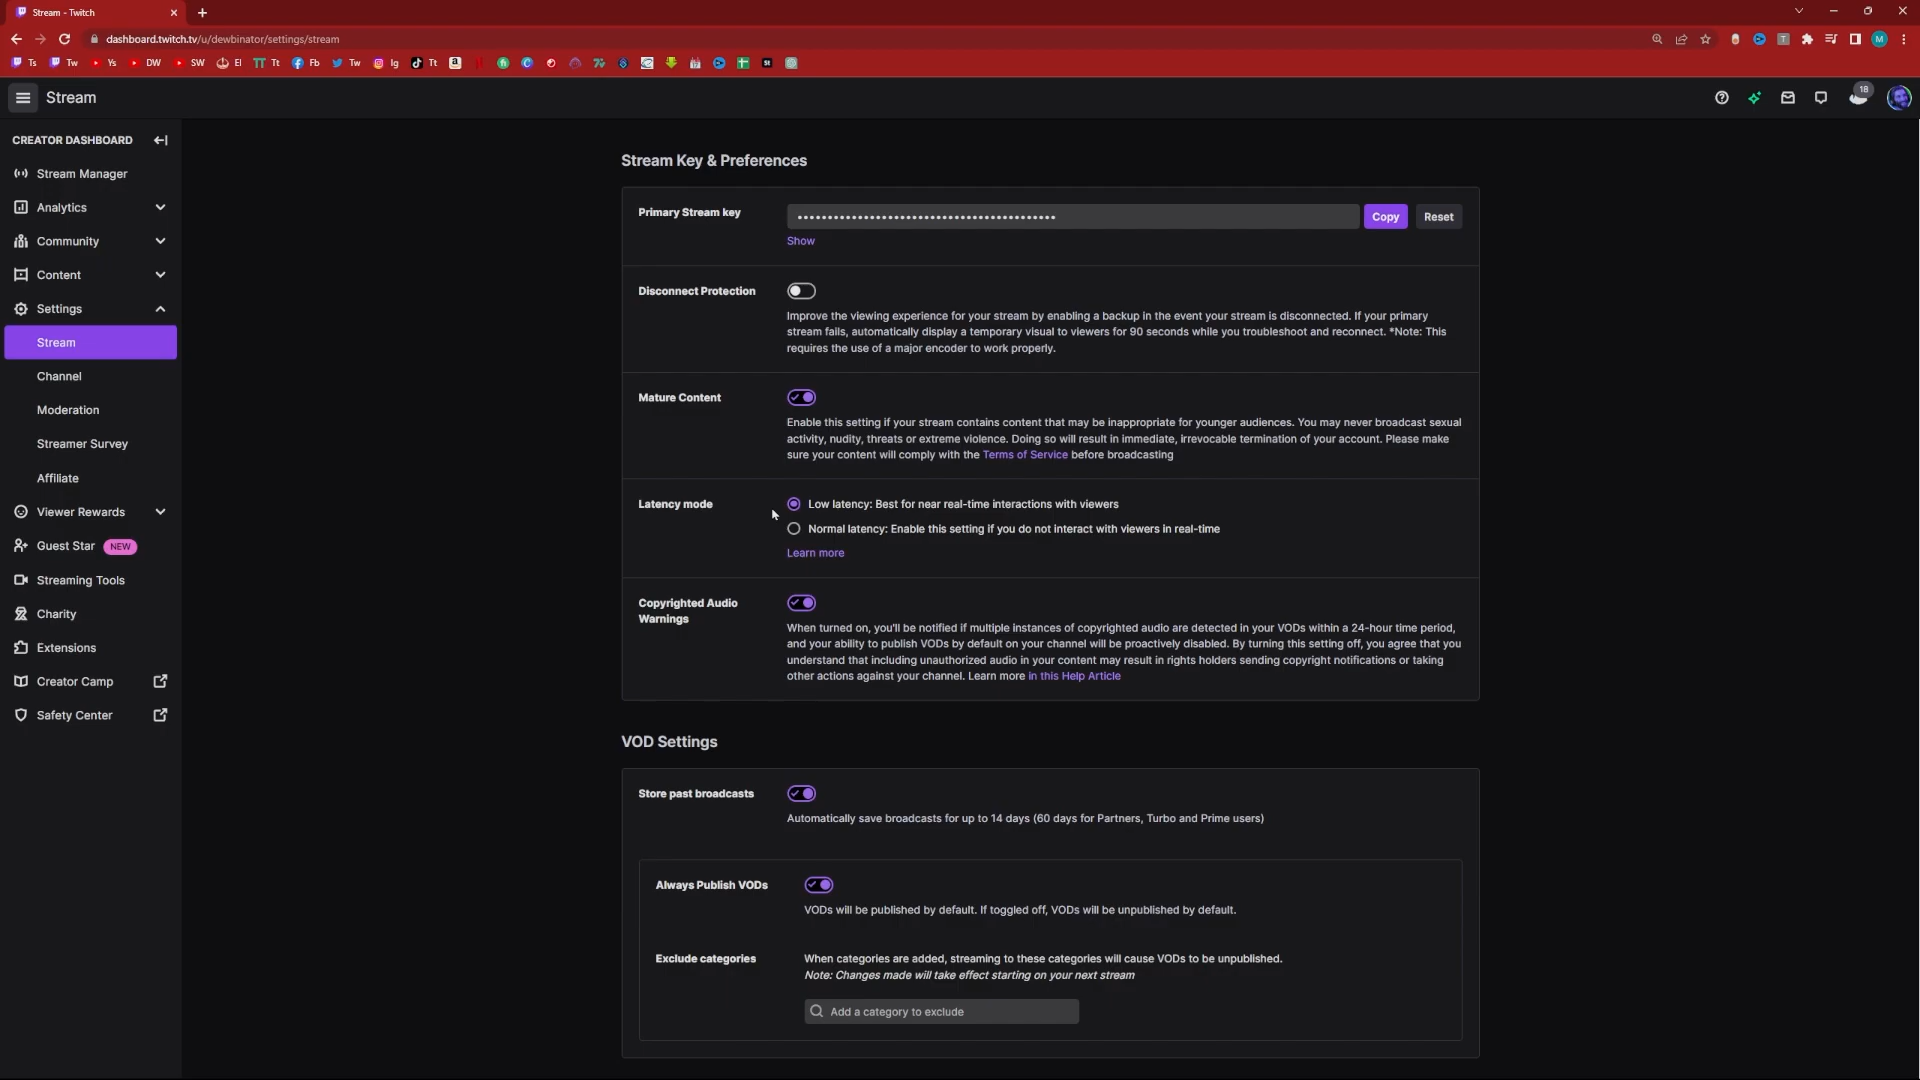 Stream - Twitch
dashboard.twitch.tv/u/dewbinator/settings/stream
M
Ts Tw Ys DW SW El Tt Fb Tw Ig Tt
Stream
18
CREATOR DASHBOARD
Stream Manager
Analytics
Community
Content
Settings
Stream
Channel
Moderation
Streamer Survey
Affiliate
Viewer Rewards
Guest Star NEW
Streaming Tools
Charity
Extensions
Creator Camp
Safety Center
Stream Key & Preferences
Primary Stream key
Copy
Reset
Show
Disconnect Protection
Improve the viewing experience for your stream by enabling a backup in the event your stream is disconnected. If your primary
stream fails, automatically display a temporary visual to viewers for 90 seconds while you troubleshoot and reconnect. *Note: This
requires the use of a major encoder to work properly.
Mature Content
Enable this setting if your stream contains content that may be inappropriate for younger audiences. You may never broadcast sexual
activity, nudity, threats or extreme violence. Doing so will result in immediate, irrevocable termination of your account. Please make
sure your content will comply with the Terms of Service before broadcasting
Latency mode
Low latency: Best for near real-time interactions with viewers
Normal latency: Enable this setting if you do not interact with viewers in real-time
Learn more
Copyrighted Audio
Warnings
When turned on, you'll be notified if multiple instances of copyrighted audio are detected in your VODs within a 24-hour time period,
and your ability to publish VODs by default on your channel will be proactively disabled. By turning this setting off, you agree that you
understand that including unauthorized audio in your content may result in rights holders sending copyright notifications or taking
other actions against your channel. Learn more in this Help Article
VOD Settings
Store past broadcasts
Automatically save broadcasts for up to 14 days (60 days for Partners, Turbo and Prime users)
Always Publish VODs
VODs will be published by default. If toggled off, VODs will be unpublished by default.
Exclude categories
When categories are added, streaming to these categories will cause VODs to be unpublished.
Note: Changes made will take effect starting on your next stream
Add a category to exclude